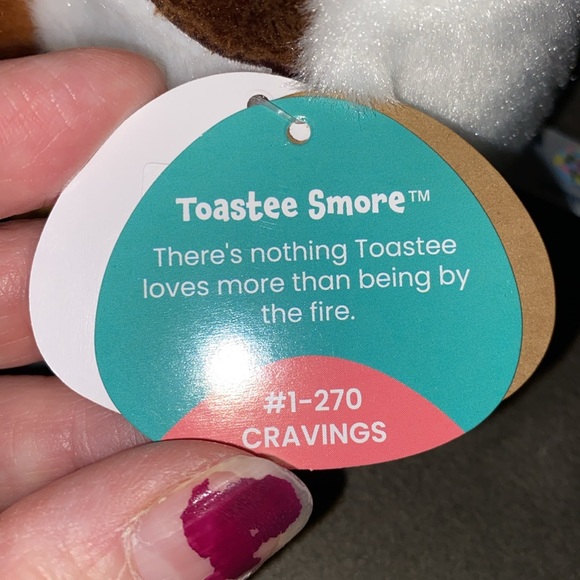 Toastee Smore™
There's nothing Toastee
loves more than being by
the fire.
#1-270
CRAVINGS